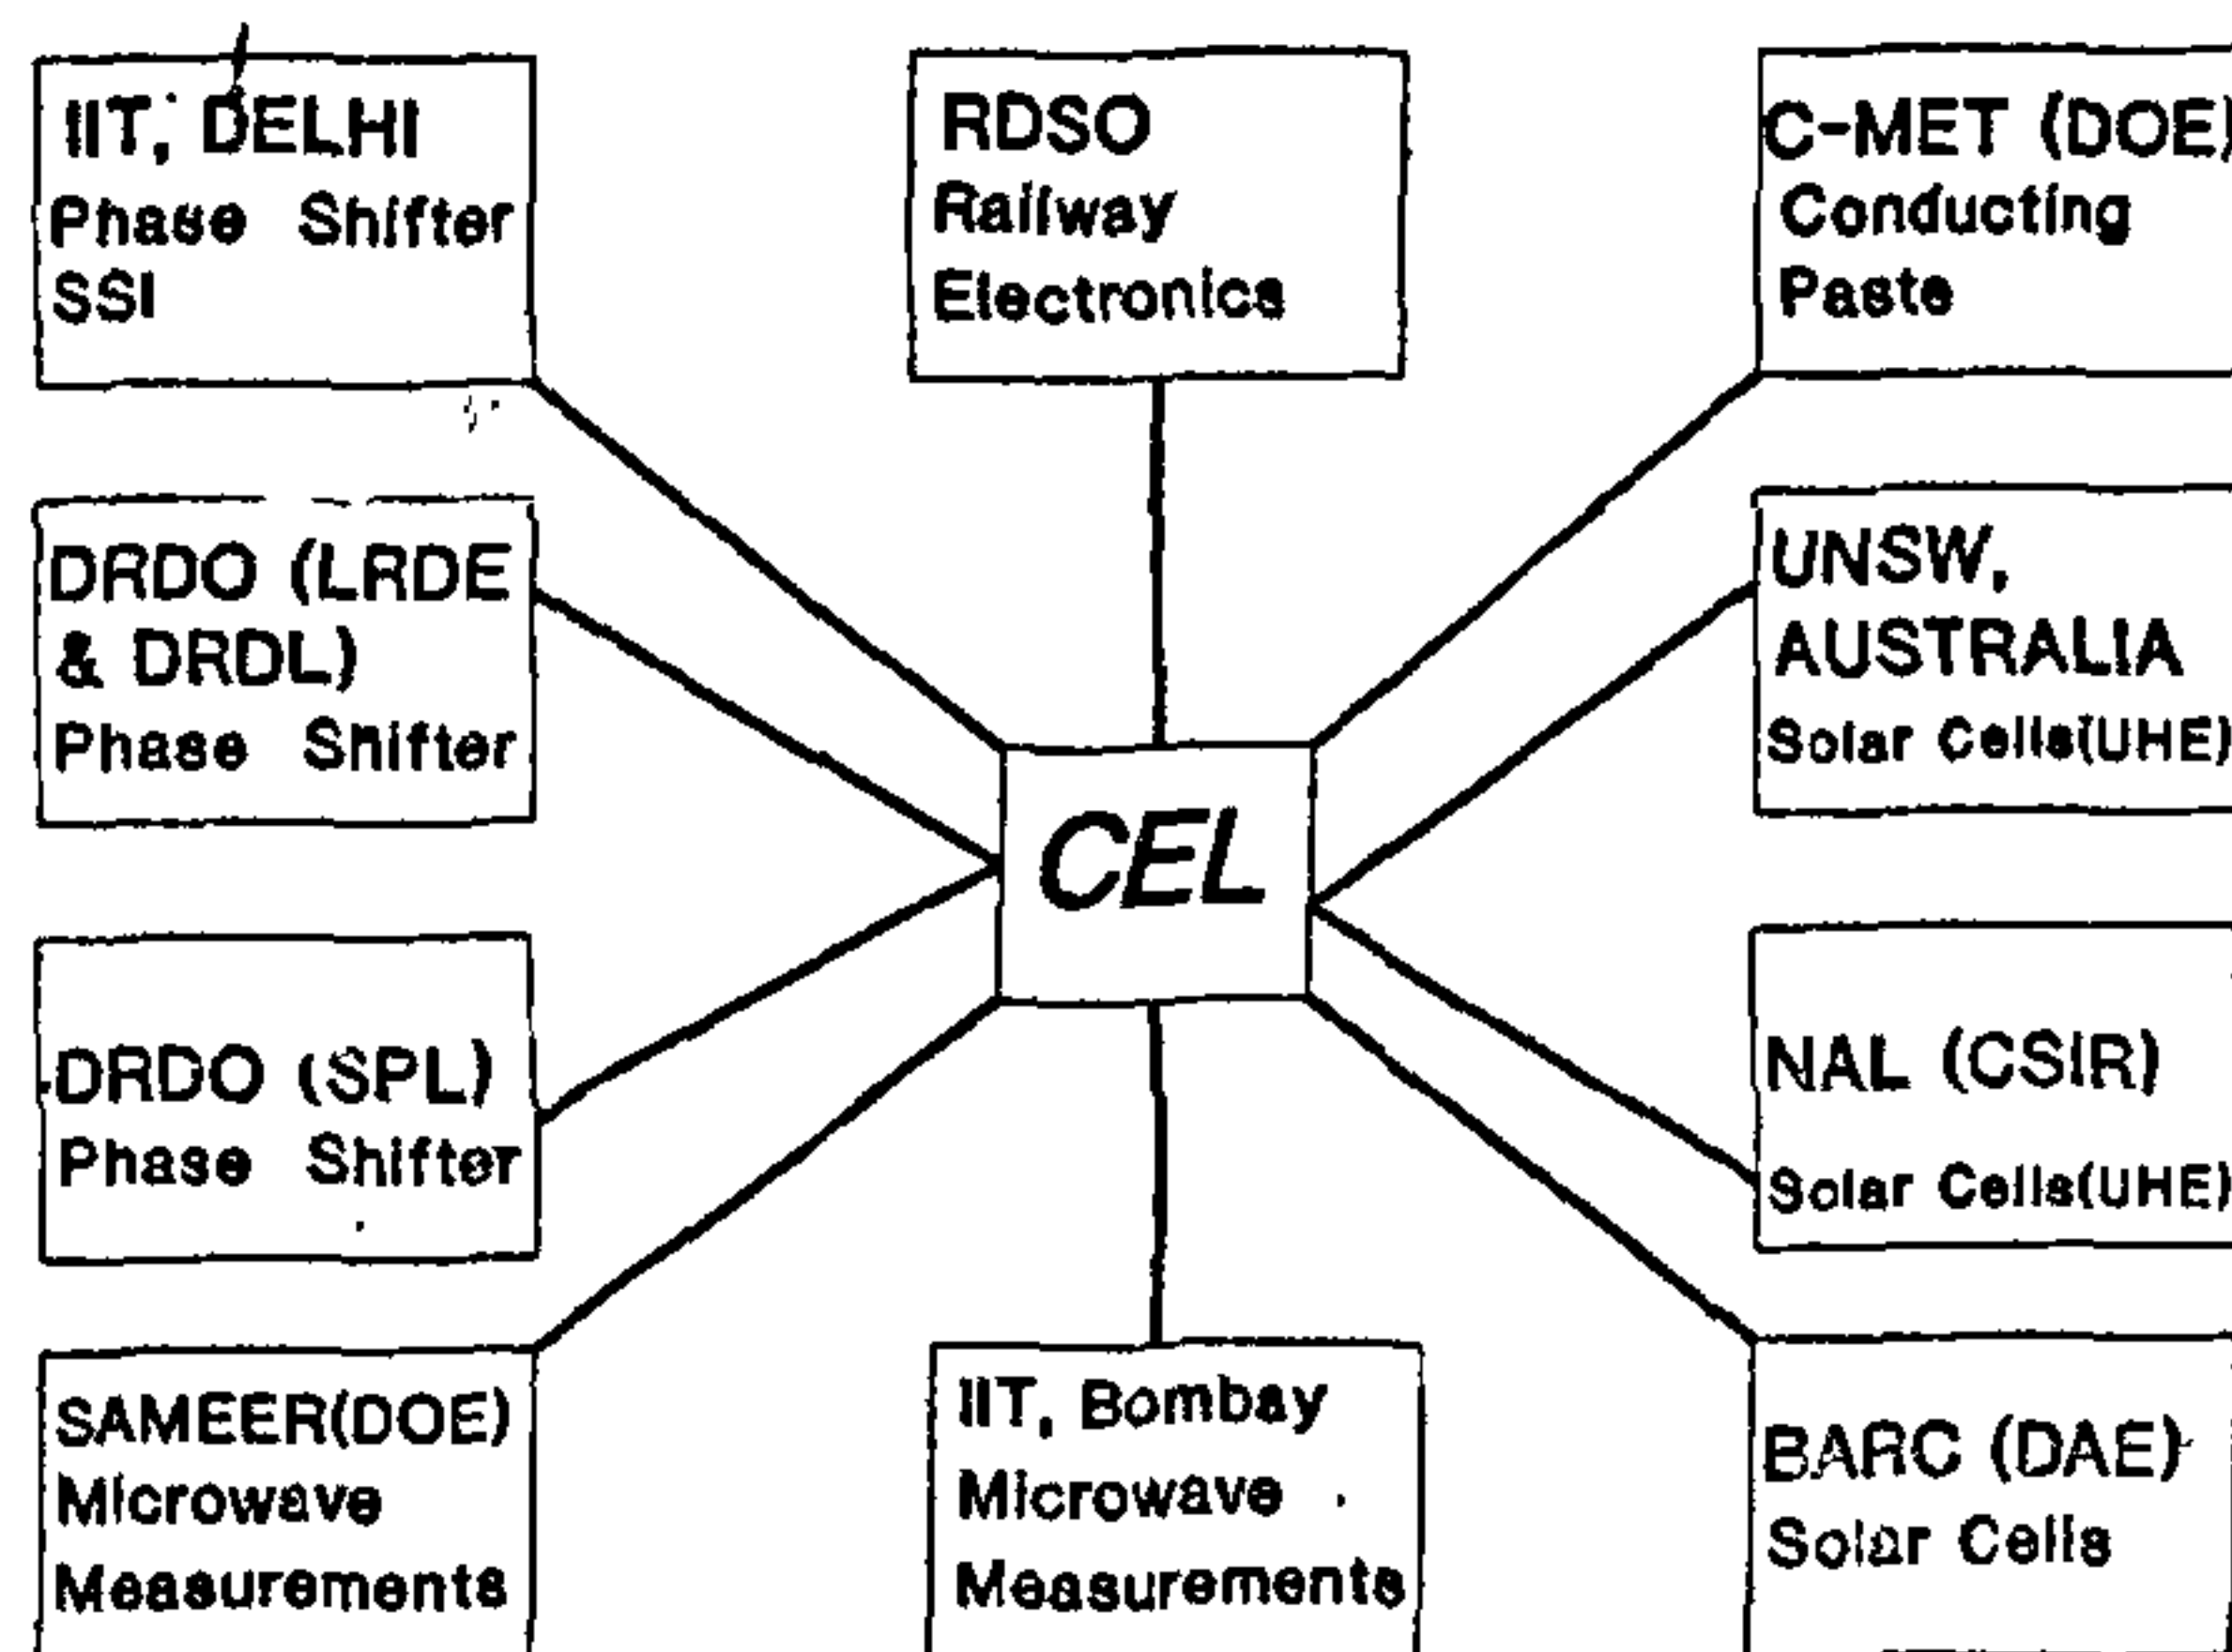 IIT, DELHI
Phase Shifter
SSI
RDSO
Railway
Electronics
C-MET (DOE)
Conducting
Paste
DRDO (LRDE
& DRDL)
Phase Shifter
UNSW,
AUSTRALIA
Solar Cells(UHE)
CEL
DRDO (SPL)
Phase Shifter
NAL (CSIR)
Solar Cells(UHE)
SAMEER(DOE)
Microwave
Measurements
IIT, Bombay
Microwave
Measurements
BARC (DAE)
Solar Cells